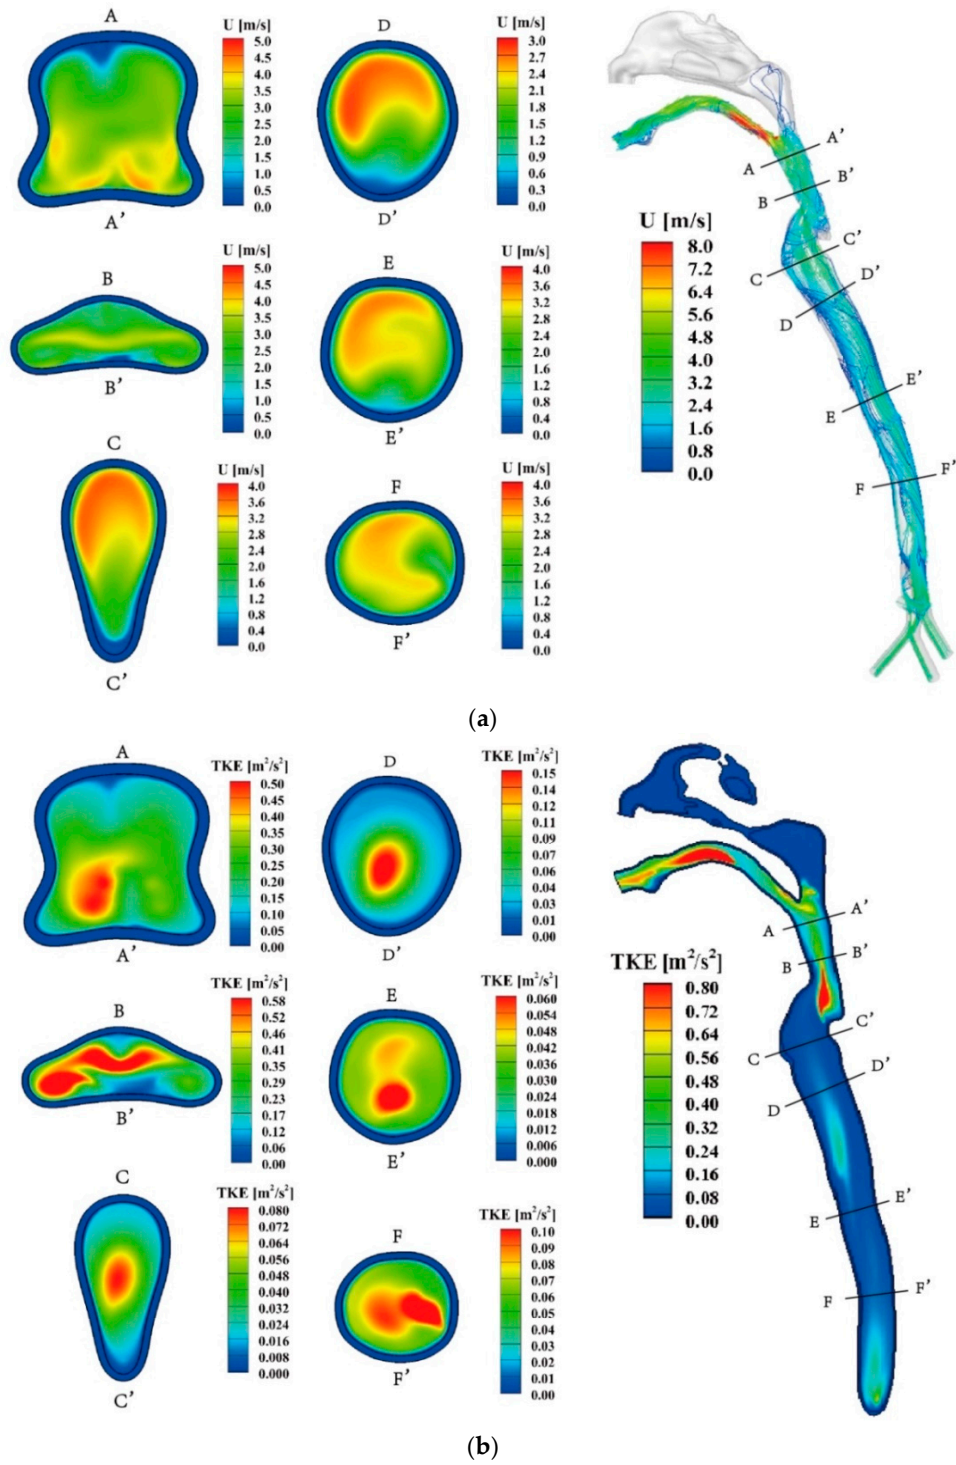 A
U [m/s]
5.0
4.5
4.0
3.5
3.0
2.5
2.0
1.5
1.0
0.5
0.0
A'
D
U [m/s]
3.0
2.7
2.4
2.1
1.8
1.5
1.2
0.9
0.6
0.3
0.0
D'
B
U [m/s]
5.0
4.5
4.0
3.5
3.0
2.5
2.0
1.5
1.0
0.5
0.0
B'
E
U [m/s]
4.0
3.6
3.2
2.8
2.4
2.0
1.6
1.2
0.8
0.4
0.0
E'
C
U [m/s]
4.0
3.6
3.2
2.8
2.4
2.0
1.6
1.2
0.8
0.4
0.0
C'
F
U [m/s]
4.0
3.6
3.2
2.8
2.4
2.0
1.6
1.2
0.8
0.4
0.0
F'
A A'
B B'
C C'
D D'
E E'
F F'
U [m/s]
8.0
7.2
6.4
5.6
4.8
4.0
3.2
2.4
1.6
0.8
0.0
(a)
A
TKE [m²/s²]
0.50
0.45
0.40
0.35
0.30
0.25
0.20
0.15
0.10
0.05
0.00
A'
D
TKE [m²/s²]
0.15
0.14
0.12
0.11
0.09
0.07
0.06
0.04
0.03
0.01
0.00
D'
B
TKE [m²/s²]
0.58
0.52
0.46
0.41
0.35
0.29
0.23
0.17
0.12
0.06
0.00
B'
E
TKE [m²/s²]
0.060
0.054
0.048
0.042
0.036
0.030
0.024
0.018
0.012
0.006
0.000
E'
C
TKE [m²/s²]
0.080
0.072
0.064
0.056
0.048
0.040
0.032
0.024
0.016
0.008
0.000
C'
F
TKE [m²/s²]
0.10
0.09
0.08
0.07
0.06
0.05
0.04
0.03
0.02
0.01
0.00
F'
A A'
B B'
C C'
D D'
E E'
F F'
TKE [m²/s²]
0.80
0.72
0.64
0.56
0.48
0.40
0.32
0.24
0.16
0.08
0.00
(b)